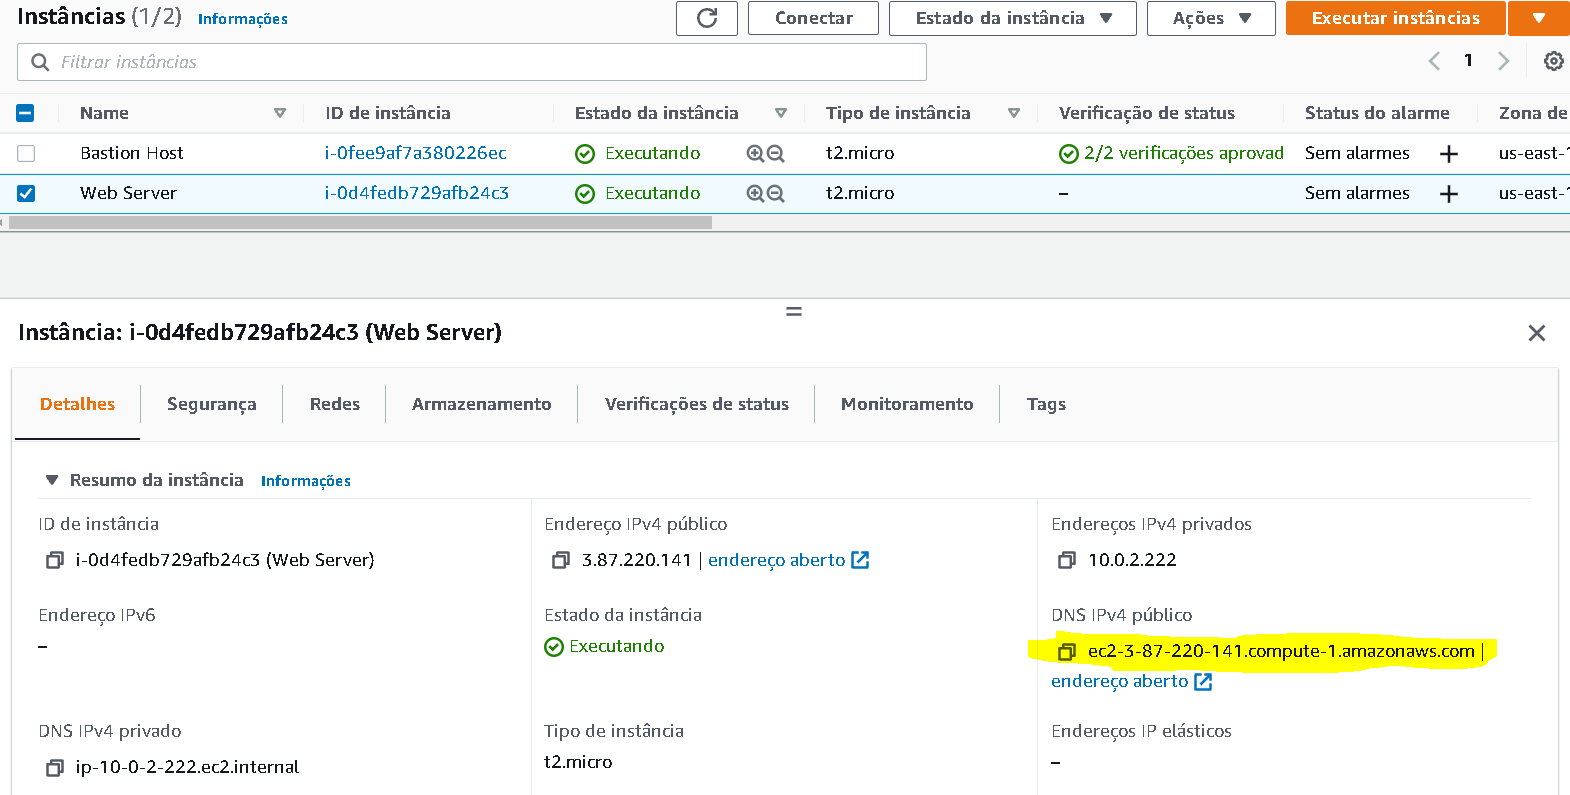 Instâncias (1/2) Informações
Conectar
Estado da instância
Ações
Executar instâncias
Filtrar instâncias
1
Name ID de instância Estado da instância Tipo de instância Verificação de status Status do alarme Zona de
Bastion Host i-0fee9af7a380226ec Executando t2.micro 2/2 verificações aprovad Sem alarmes us-east-1
Web Server i-0d4fedb729afb24c3 Executando t2.micro – Sem alarmes us-east-1
Instância: i-0d4fedb729afb24c3 (Web Server)
Detalhes Segurança Redes Armazenamento Verificações de status Monitoramento Tags
Resumo da instância Informações
ID de instância
i-0d4fedb729afb24c3 (Web Server)
Endereço IPv4 público
3.87.220.141 | endereço aberto
Endereços IPv4 privados
10.0.2.222
Endereço IPv6
–
Estado da instância
Executando
DNS IPv4 público
ec2-3-87-220-141.compute-1.amazonaws.com |
endereço aberto
DNS IPv4 privado
ip-10-0-2-222.ec2.internal
Tipo de instância
t2.micro
Endereços IP elásticos
–